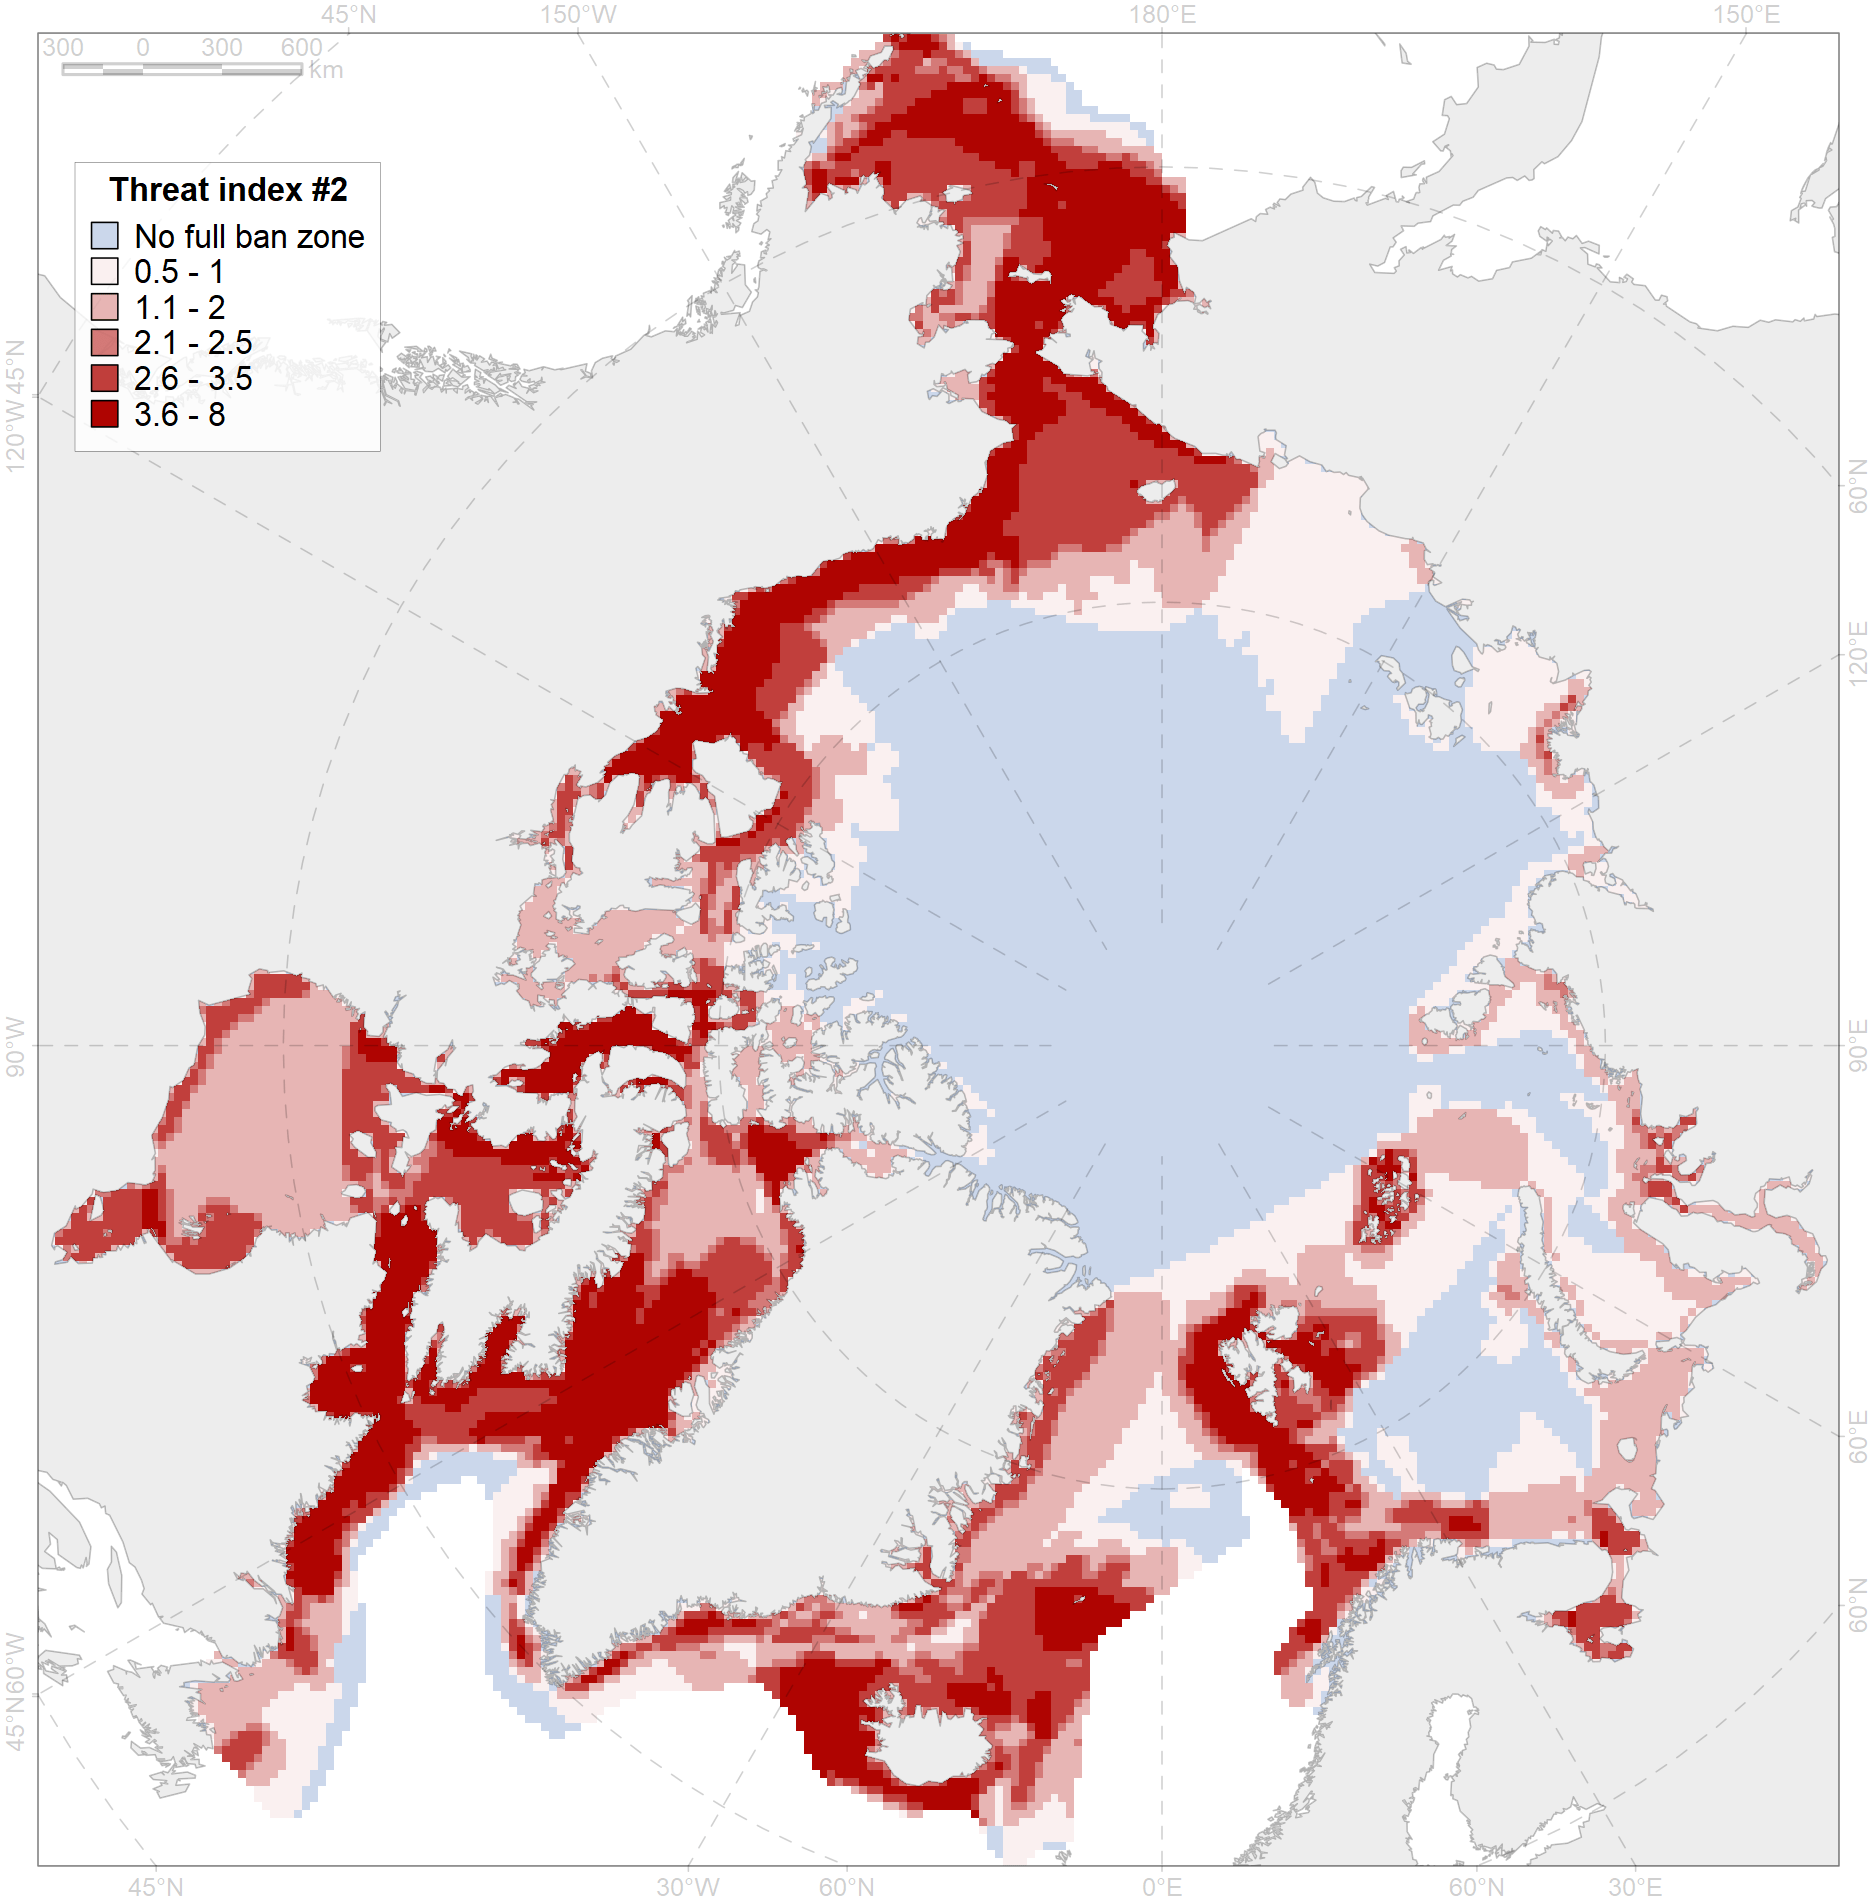 45°N 150°W 180°E 150°E
300 0 300 600
km
Threat index #2
No full ban zone
0.5 - 1
1.1 - 2
2.1 - 2.5
2.6 - 3.5
3.6 - 8
45°N
120°W
90°W
60°W
45°N
60°N
120°E
90°E
60°E
60°N
45°N 30°W 60°N 0°E 60°N 30°E